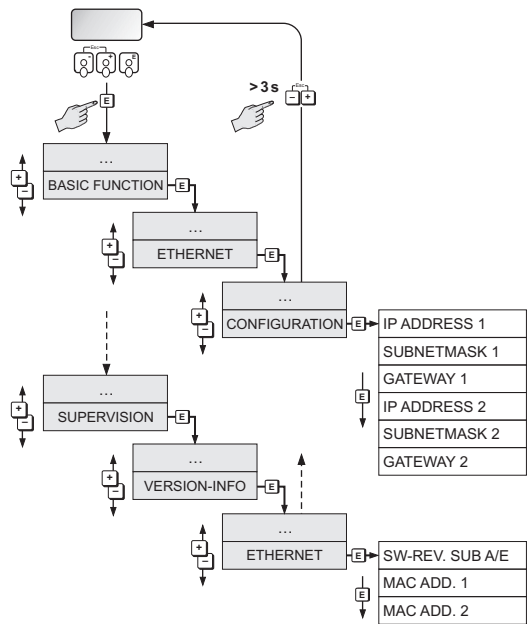 Esc
- + E
E
>3s
Esc
- +
…
BASIC FUNCTION
E
+
-
…
ETHERNET
E
+
-
…
CONFIGURATION
E
+
-
IP ADDRESS 1
SUBNETMASK 1
GATEWAY 1
IP ADDRESS 2
SUBNETMASK 2
GATEWAY 2
E
…
SUPERVISION
E
+
-
…
VERSION-INFO
E
+
-
…
ETHERNET
E
+
-
SW-REV. SUB A/E
MAC ADD. 1
MAC ADD. 2
E